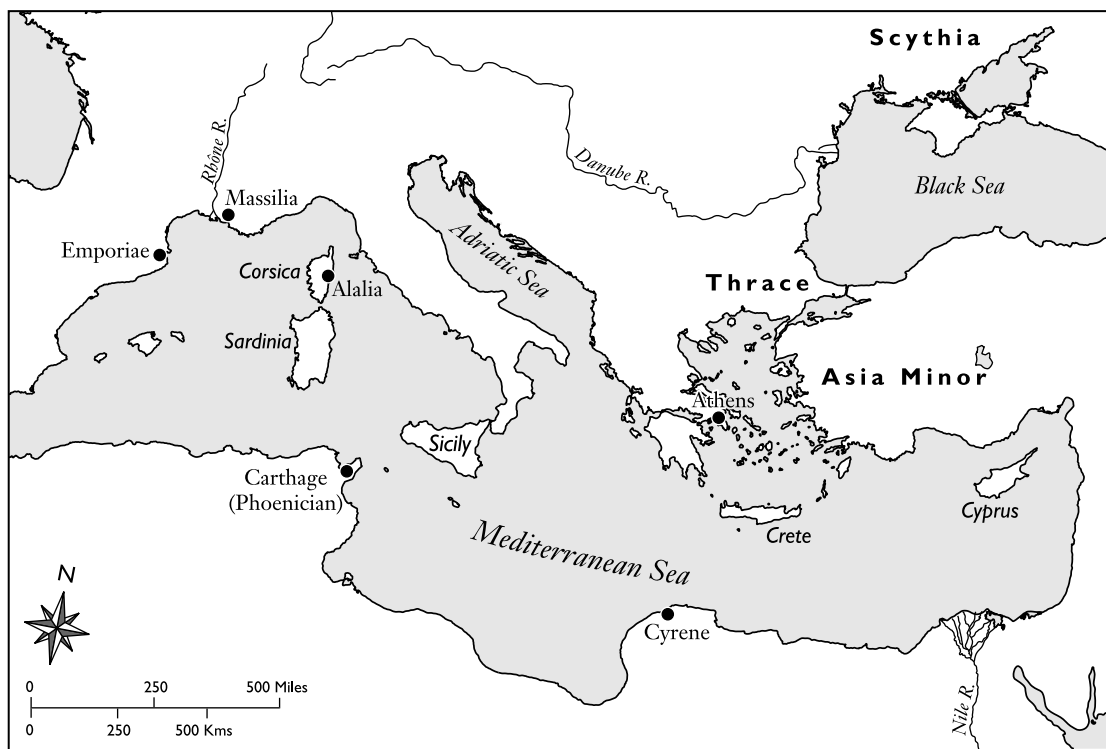 Scythia
Rhône R.
Danube R.
Black Sea
Massilia
Emporiae
Adriatic Sea
Corsica
Alalia
Thrace
Sardinia
Asia Minor
Athens
Sicily
Carthage
(Phoenician)
Cyprus
Crete
Mediterranean Sea
N
Cyrene
Nile R.
0 250 500 Miles
0 250 500 Kms